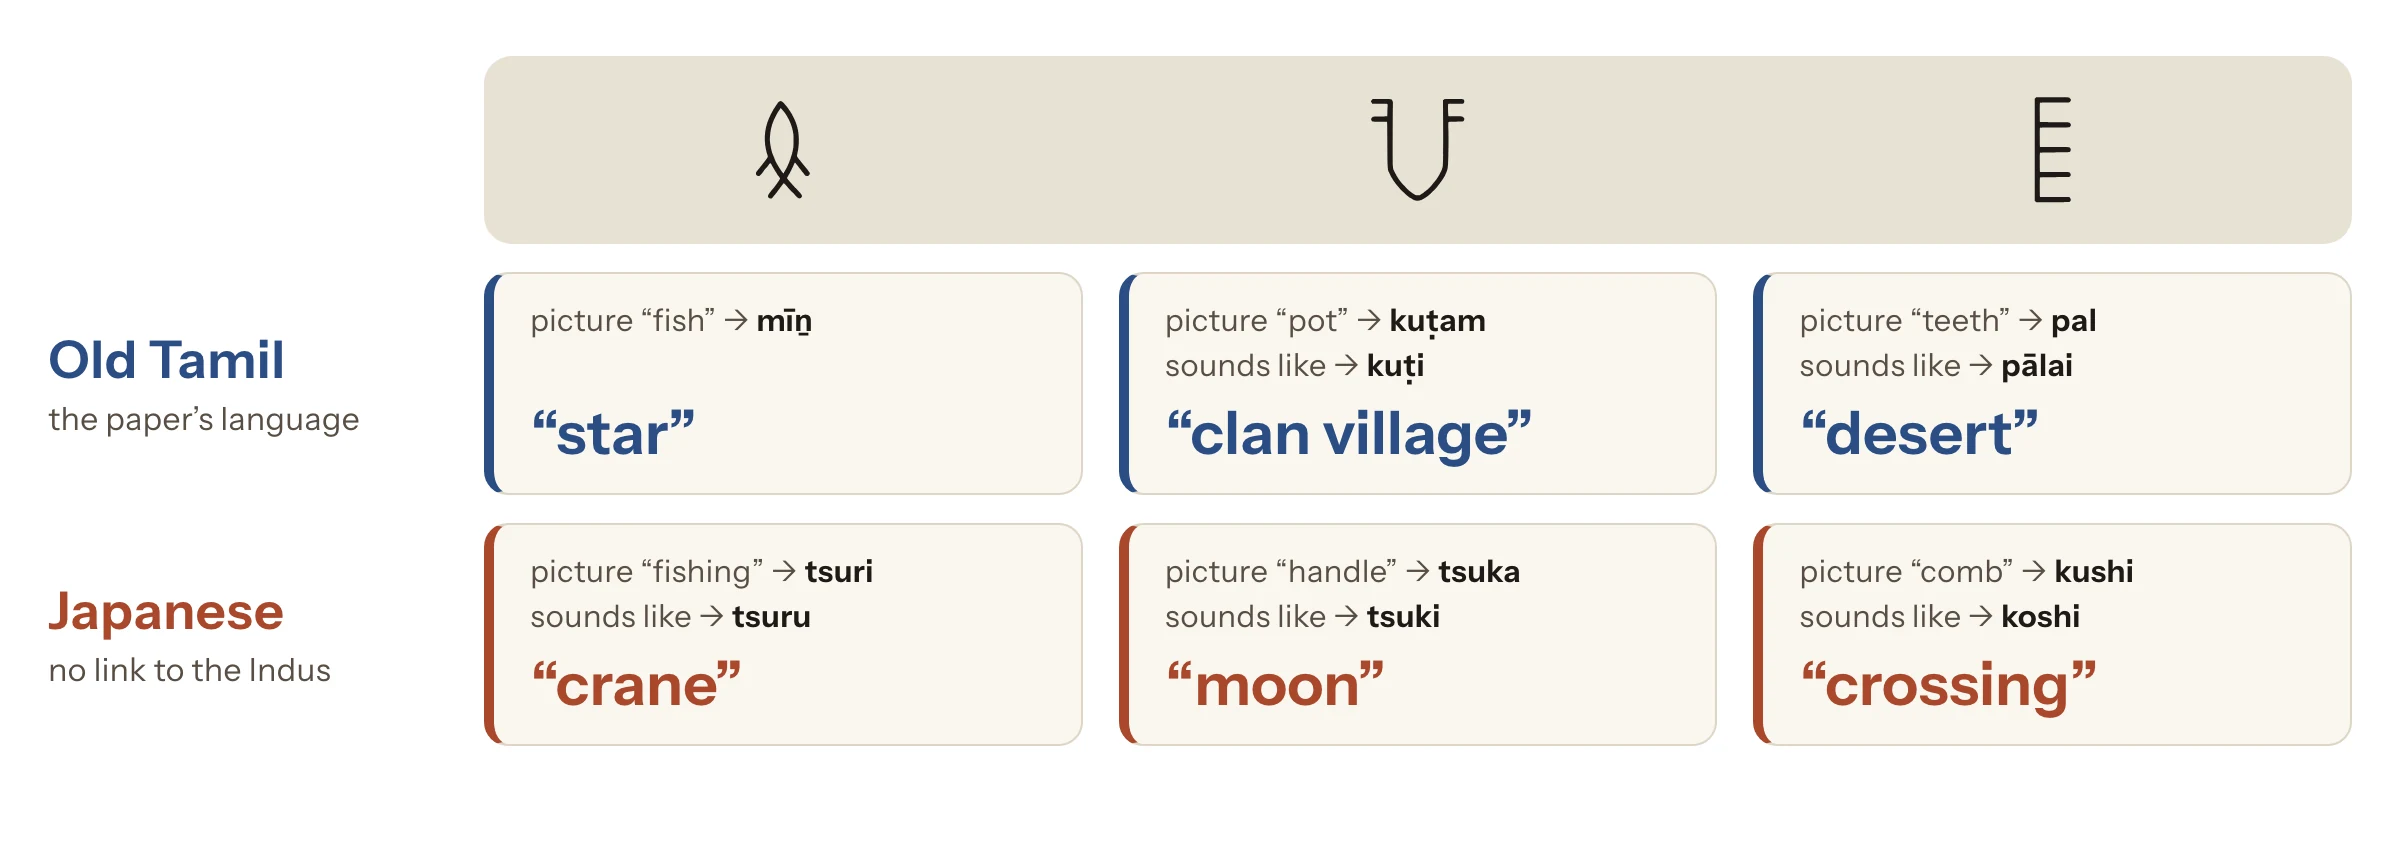 Old Tamil
the paper’s language
picture “fish” → mīṉ
“star”
picture “pot” → kuṭam
sounds like → kuṭi
“clan village”
picture “teeth” → pal
sounds like → pālai
“desert”
Japanese
no link to the Indus
picture “fishing” → tsuri
sounds like → tsuru
“crane”
picture “handle” → tsuka
sounds like → tsuki
“moon”
picture “comb” → kushi
sounds like → koshi
“crossing”